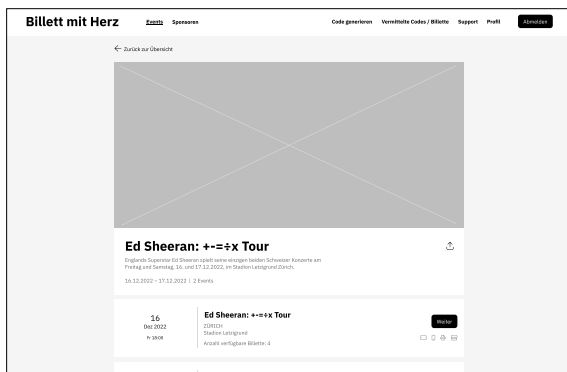 Billett mit Herz Events Sponsoren Code generieren Vermittelte Codes / Billette Support Profil Abmelden
Zurück zur Übersicht
Ed Sheeran: +-=÷x Tour
Englands Superstar Ed Sheeran spielt seine einzigen beiden Schweizer Konzerte am
Freitag und Samstag, 16. und 17.12.2022, im Stadion Letzigrund Zürich.
16.12.2022 – 17.12.2022 | 2 Events
16
Dez 2022
Fr 18:00
Ed Sheeran: +-=÷x Tour
ZÜRICH
Stadion Letzigrund
Anzahl verfügbare Billette: 4
Weiter